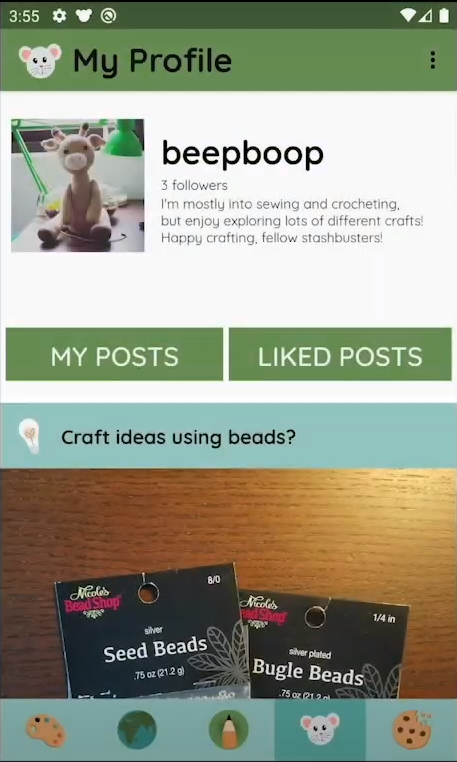 3:55
My Profile
beepboop
3 followers
I'm mostly into sewing and crocheting,
but enjoy exploring lots of different crafts!
Happy crafting, fellow stashbusters!
MY POSTS
LIKED POSTS
Craft ideas using beads?
Nicole's
Bead Shop
8/0
silver
Seed Beads
.75 oz (21.2 g)
Nicole's
Bead Shop
1/4 in
silver plated
Bugle Beads
.75 oz (21.2 g)